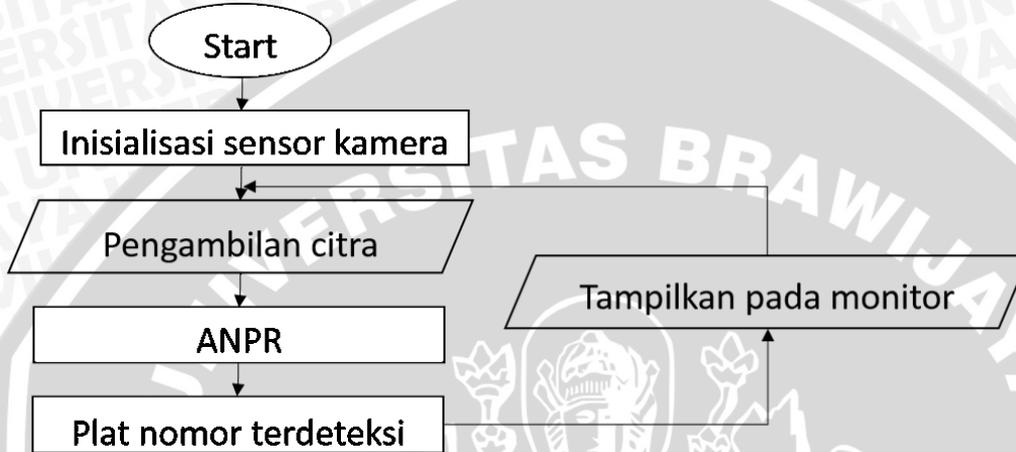 Start
Inisialisasi sensor kamera
Pengambilan citra
ANPR
Plat nomor terdeteksi
Tampilkan pada monitor
UNIVERSITAS BRAWIJAYA